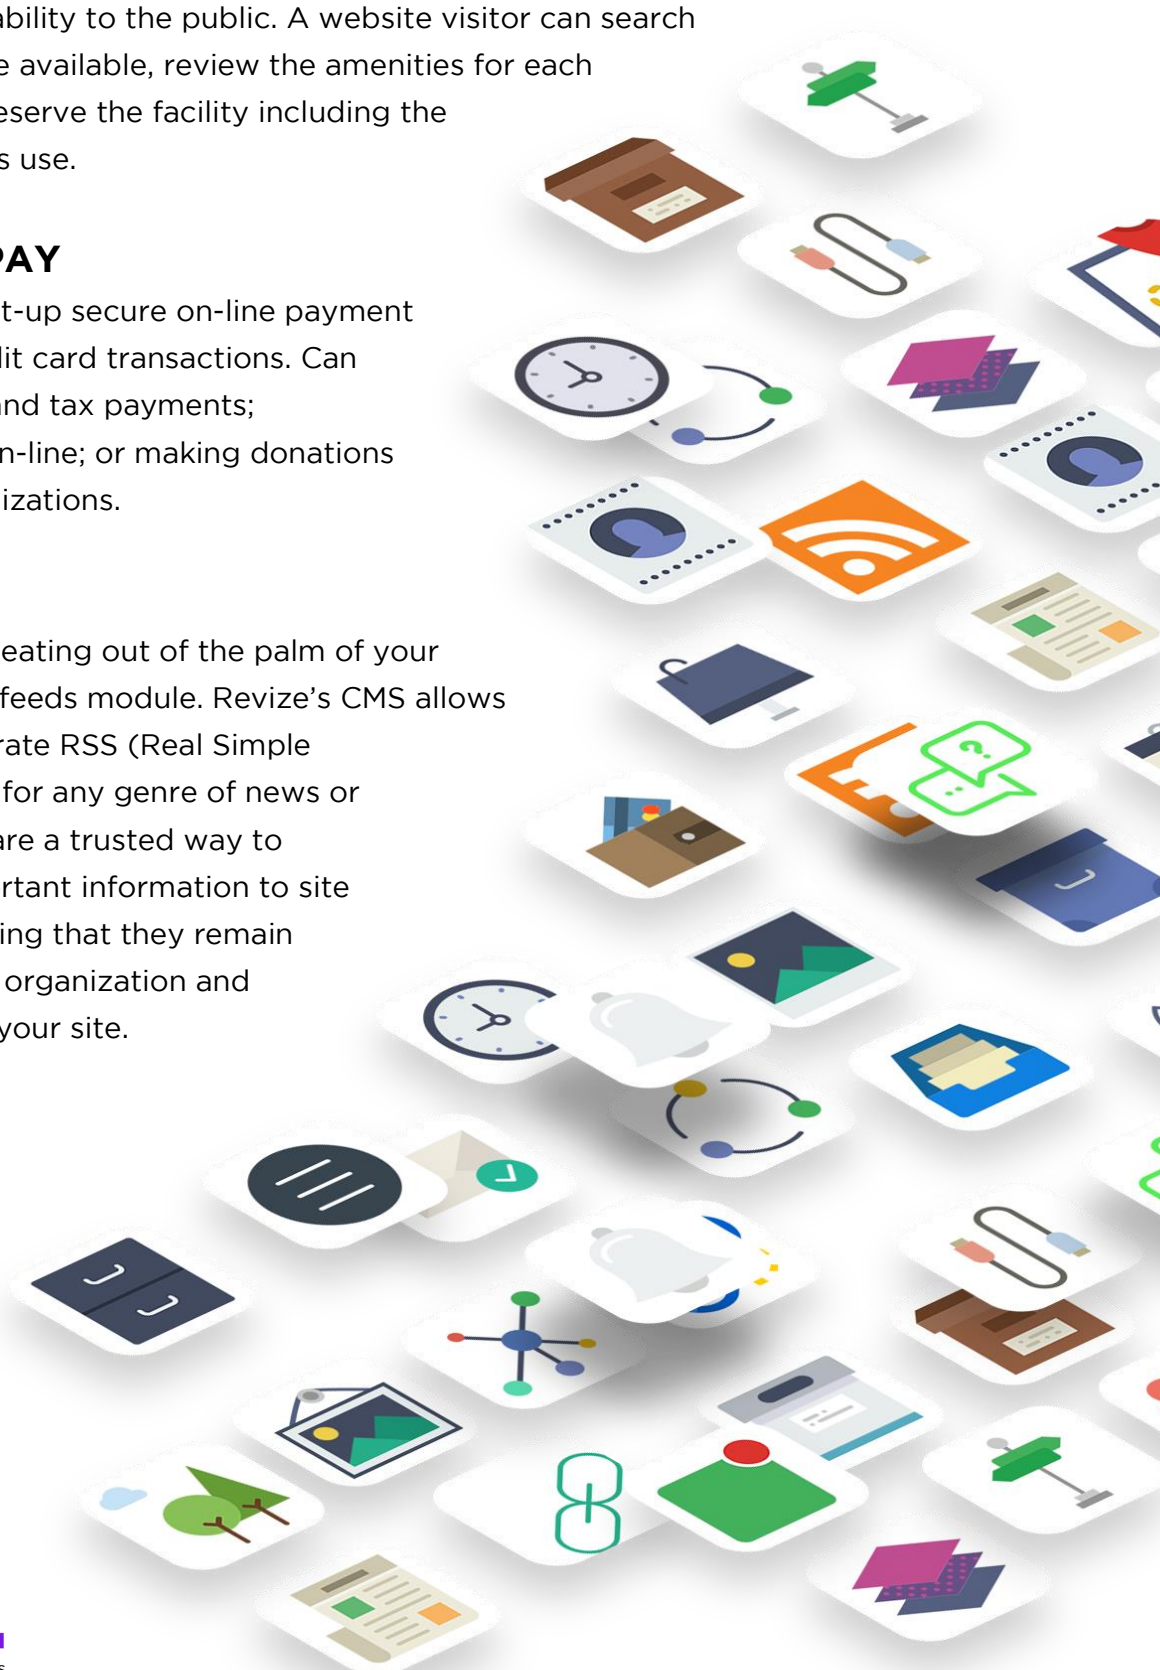 ability to the public. A website visitor can search
e available, review the amenities for each
eserve the facility including the
s use.
PAY
t-up secure on-line payment
lit card transactions. Can
and tax payments;
n-line; or making donations
izations.
eating out of the palm of your
feeds module. Revize’s CMS allows
rate RSS (Real Simple
for any genre of news or
are a trusted way to
rtant information to site
ing that they remain
organization and
your site.